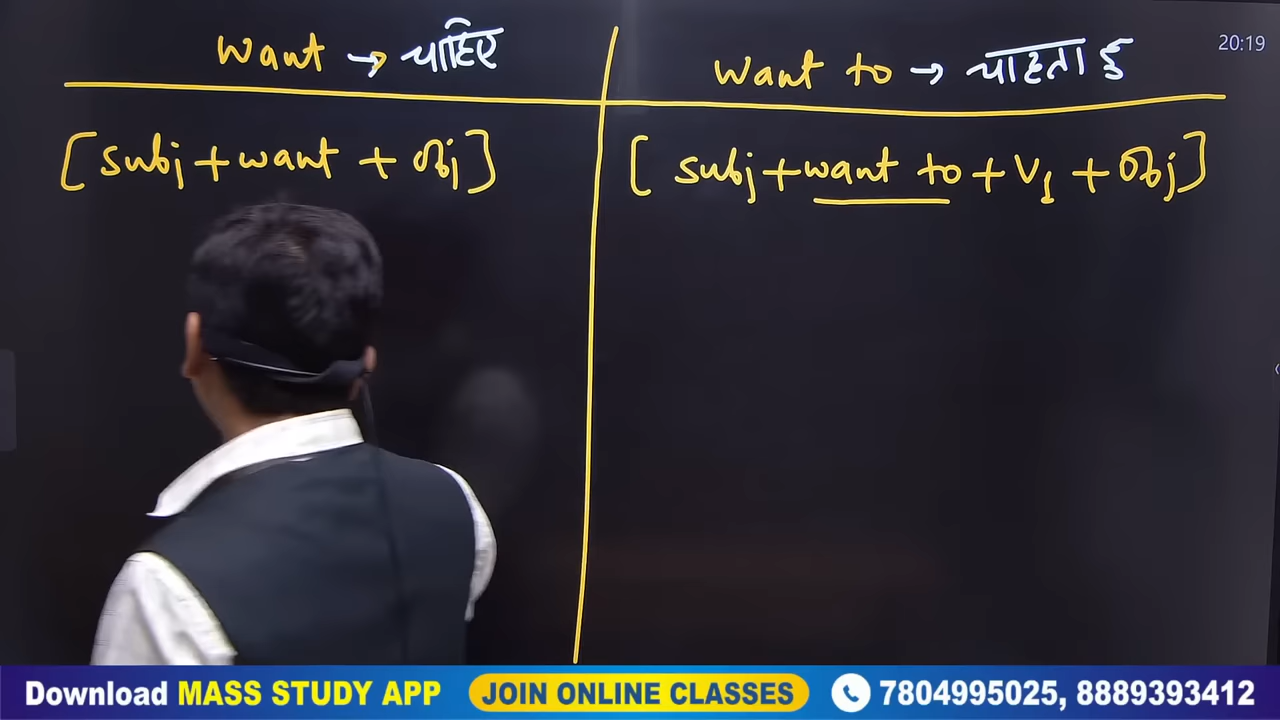 want → चाहिए
want to → चाहता हूँ
20:19
[subj + want + obj]
[subj + want to + V1 + obj]
Download MASS STUDY APP JOIN ONLINE CLASSES 7804995025, 8889393412